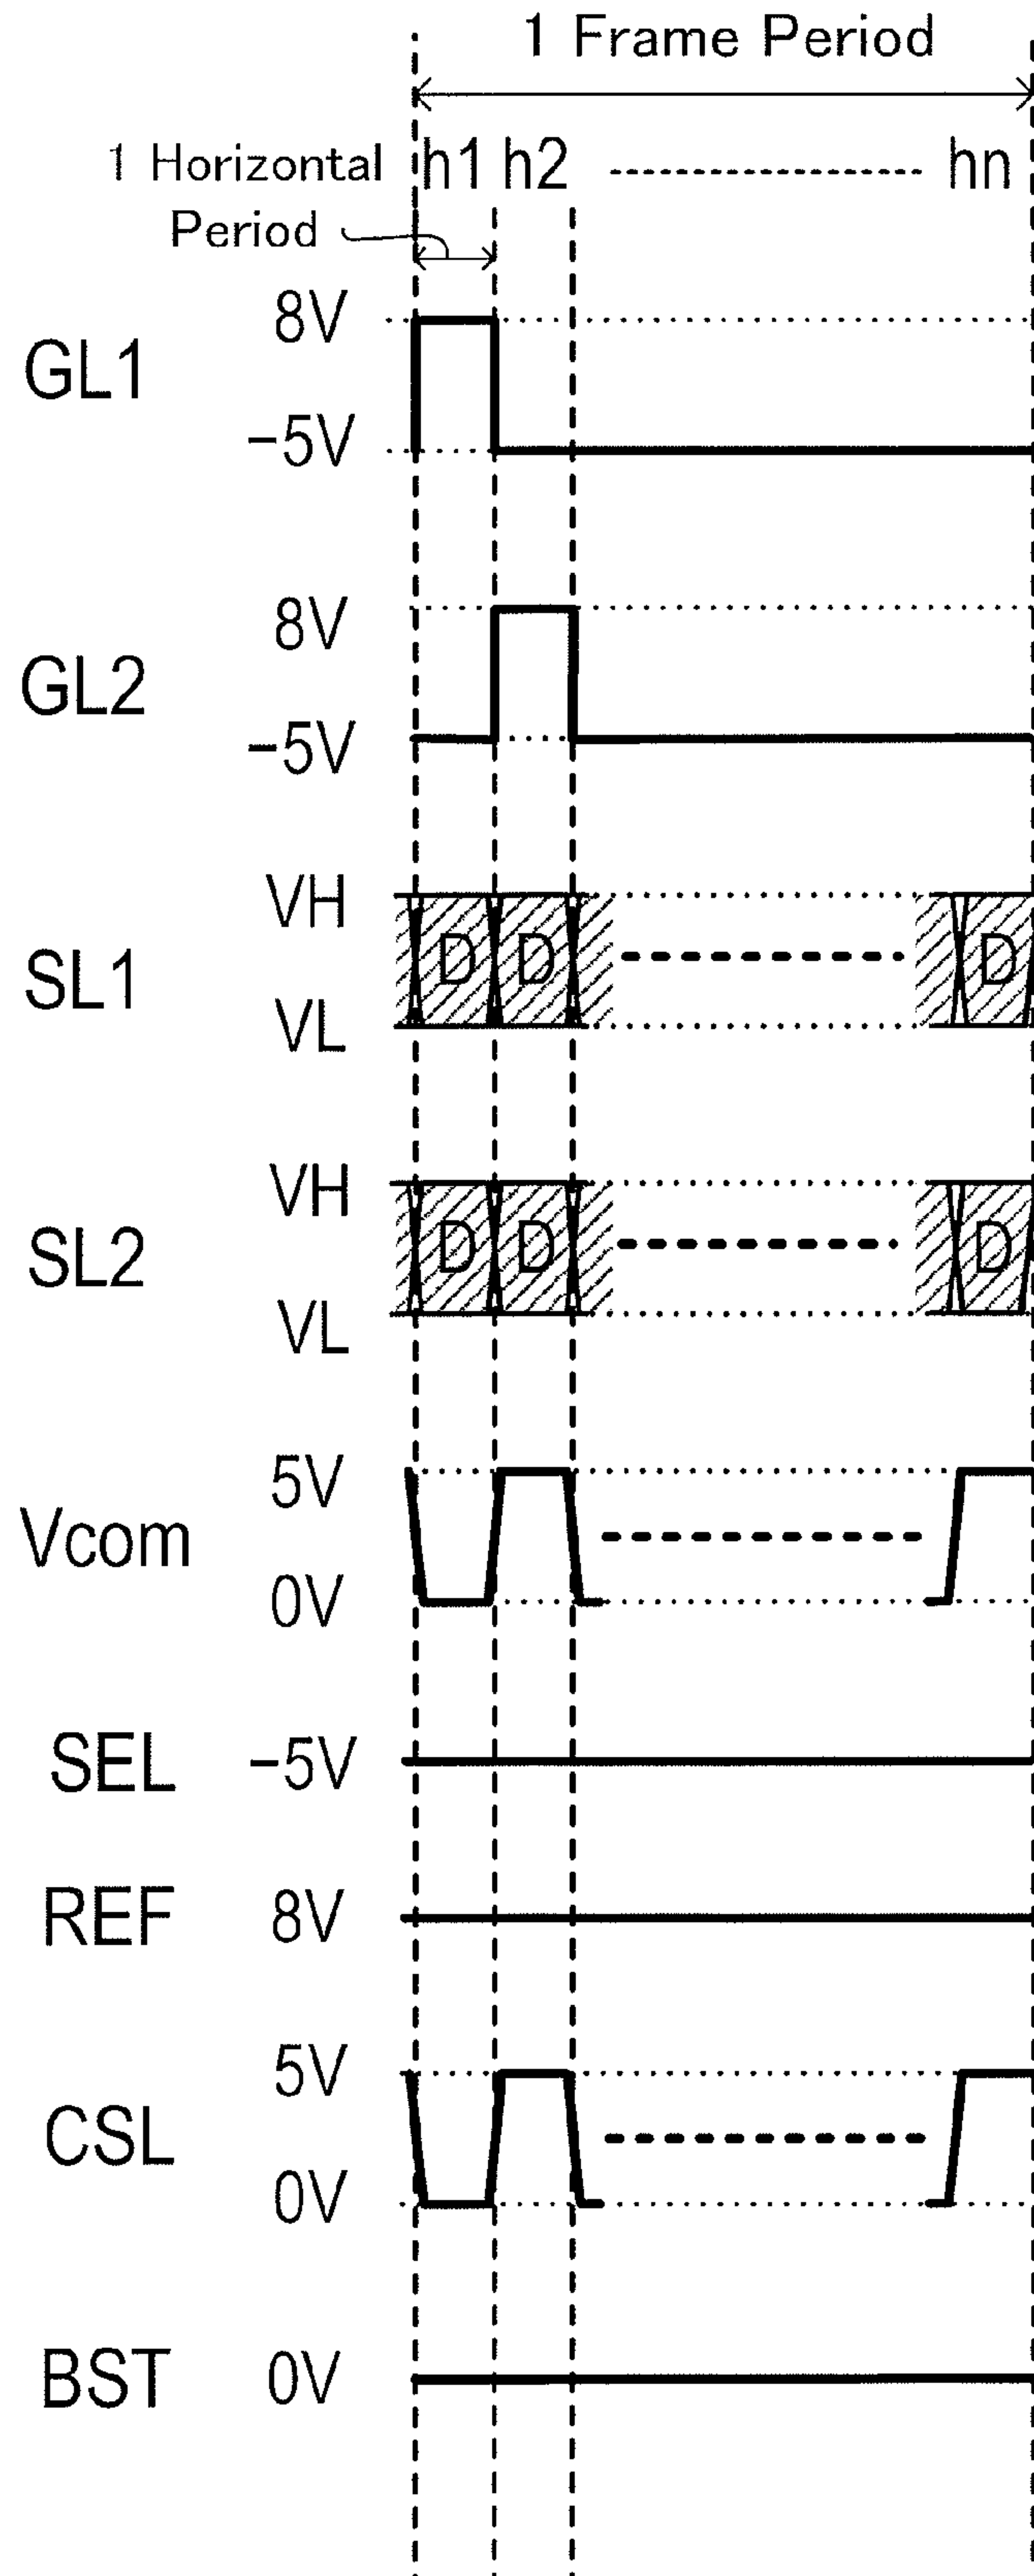 1 Frame Period
1 Horizontal h1 h2 hn
Period
8V
GL1
−5V
8V
GL2
−5V
VH
SL1 D D D
VL
VH
SL2 D D D
VL
5V
Vcom
0V
SEL −5V
REF 8V
5V
CSL
0V
BST 0V